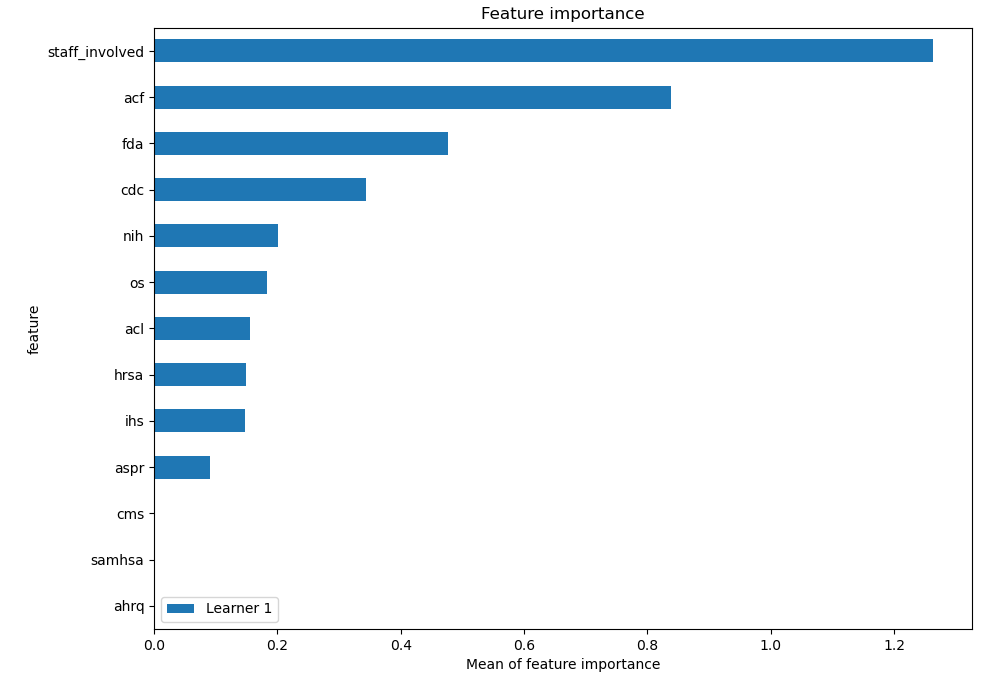 Feature importance
staff_involved
acf
fda
cdc
nih
os
acl
hrsa
ihs
aspr
cms
samhsa
ahrq
feature
Learner 1
0.0 0.2 0.4 0.6 0.8 1.0 1.2
Mean of feature importance